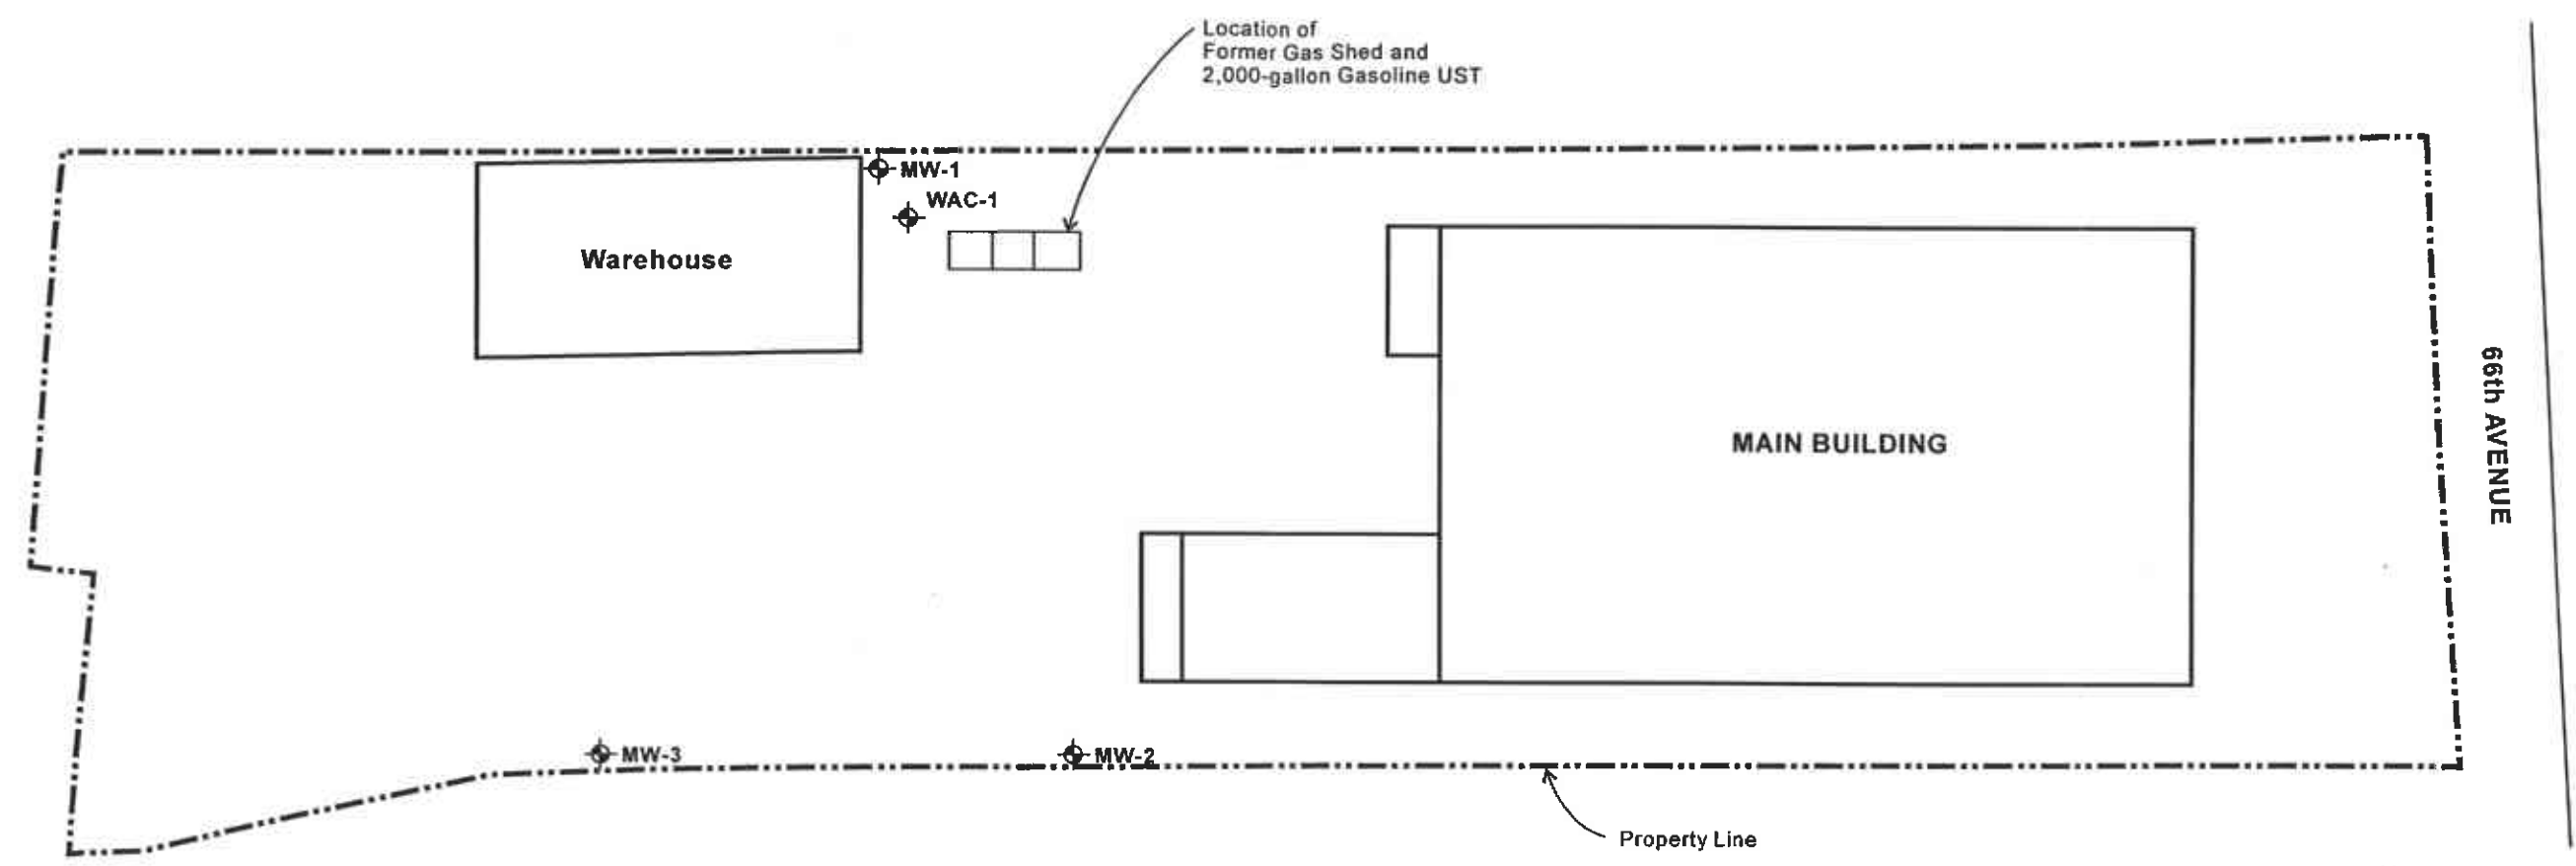 Location of
Former Gas Shed and
2,000-gallon Gasoline UST
MW-1
WAC-1
Warehouse
MAIN BUILDING
66th AVENUE
MW-3
MW-2
Property Line